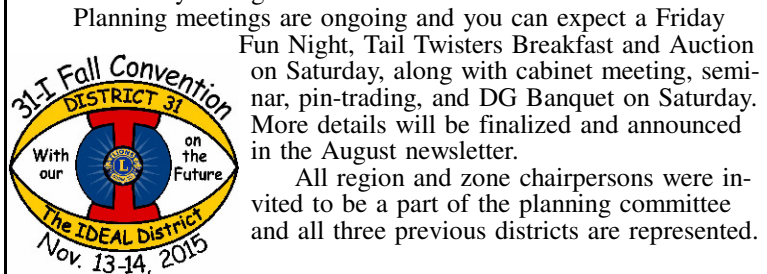 Planning meetings are ongoing and you can expect a Friday
Fun Night, Tail Twisters Breakfast and Auction
on Saturday, along with cabinet meeting, semi-
nar, pin-trading, and DG Banquet on Saturday.
More details will be finalized and announced
in the August newsletter.
All region and zone chairpersons were in-
vited to be a part of the planning committee
and all three previous districts are represented.
31-I Fall Convention
DISTRICT 31
With
our
on
the
Future
L
The IDEAL District
Nov. 13-14, 2015